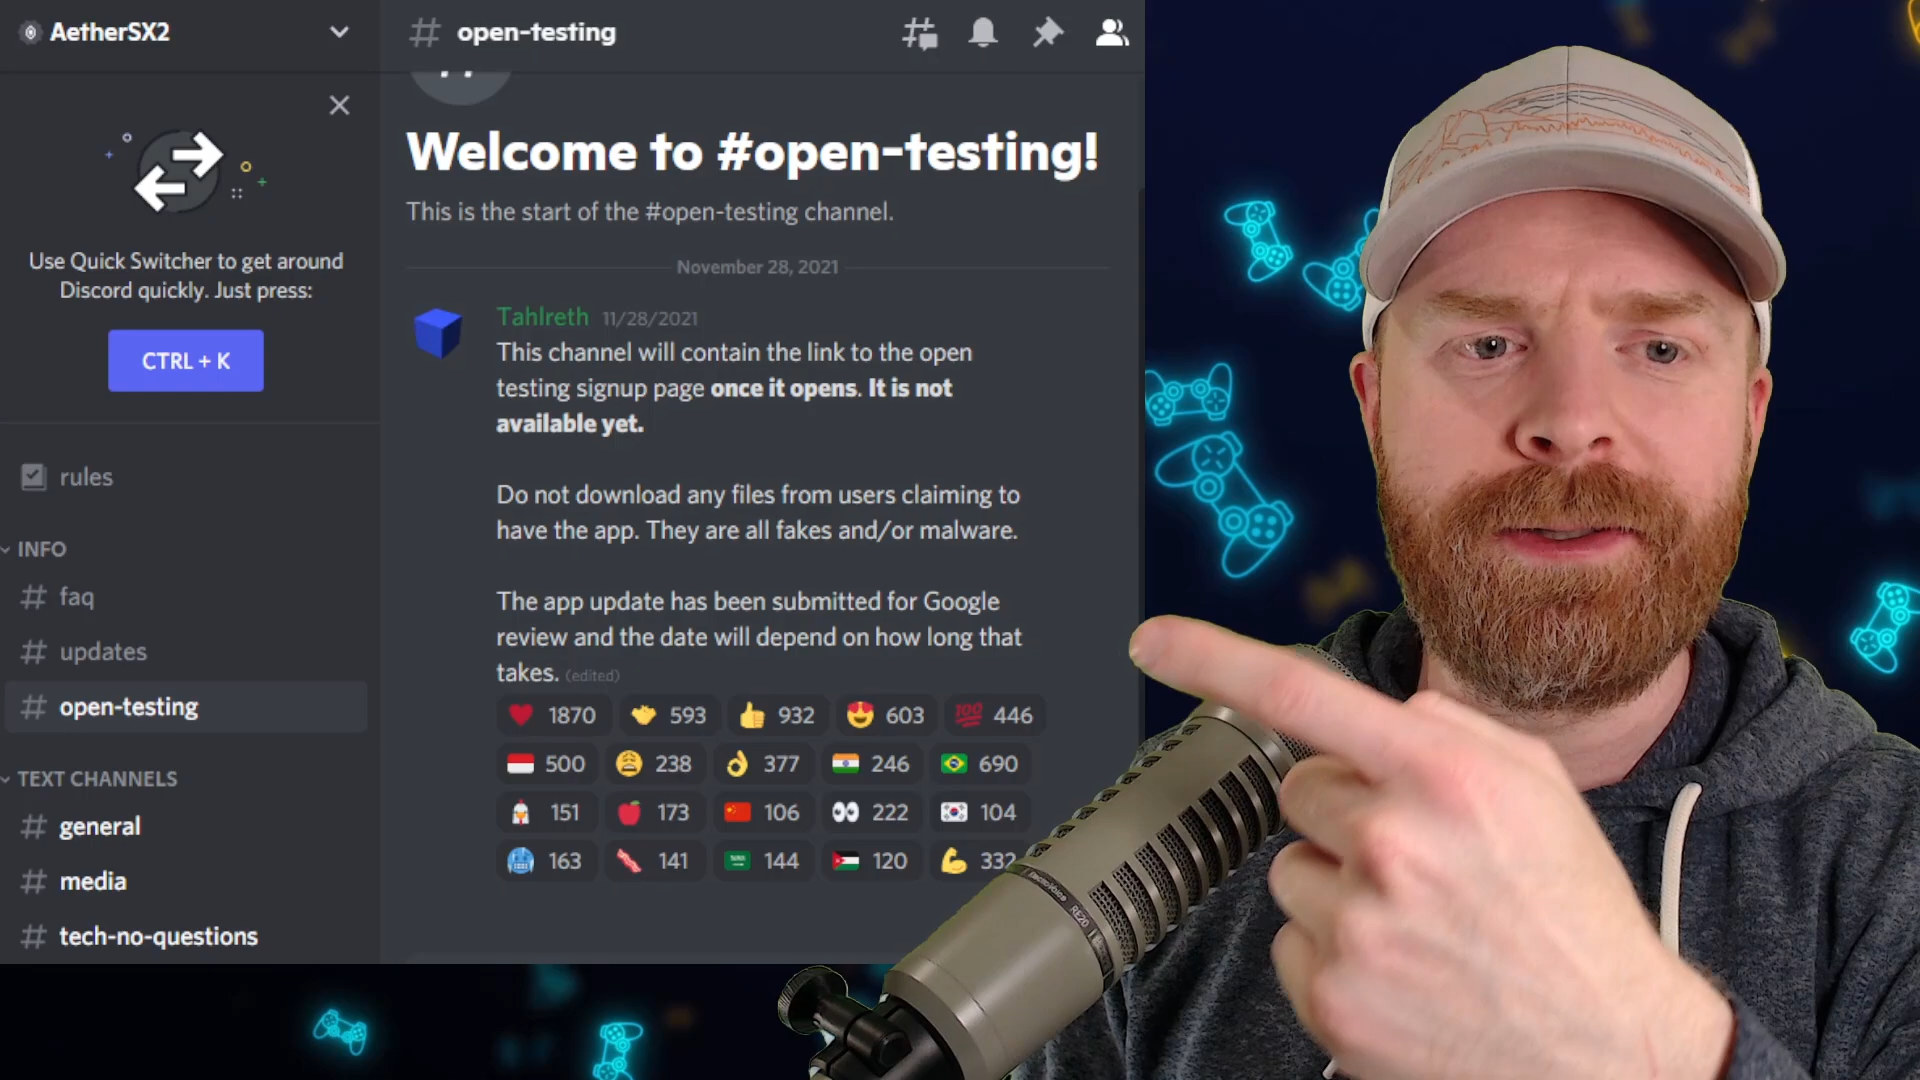 AetherSX2
Use Quick Switcher to get around
Discord quickly. Just press:
CTRL + K
rules
INFO
# faq
# updates
# open-testing
TEXT CHANNELS
# general
# media
# tech-no-questions
# open-testing
Welcome to #open-testing!
This is the start of the #open-testing channel.
November 28, 2021
Tahlreth 11/28/2021
This channel will contain the link to the open
testing signup page once it opens. It is not
available yet.
Do not download any files from users claiming to
have the app. They are all fakes and/or malware.
The app update has been submitted for Google
review and the date will depend on how long that
takes. (edited)
1870 593 932 603 100 446
500 238 377 246 690
151 173 106 222 104
163 141 144 120 332
RE20